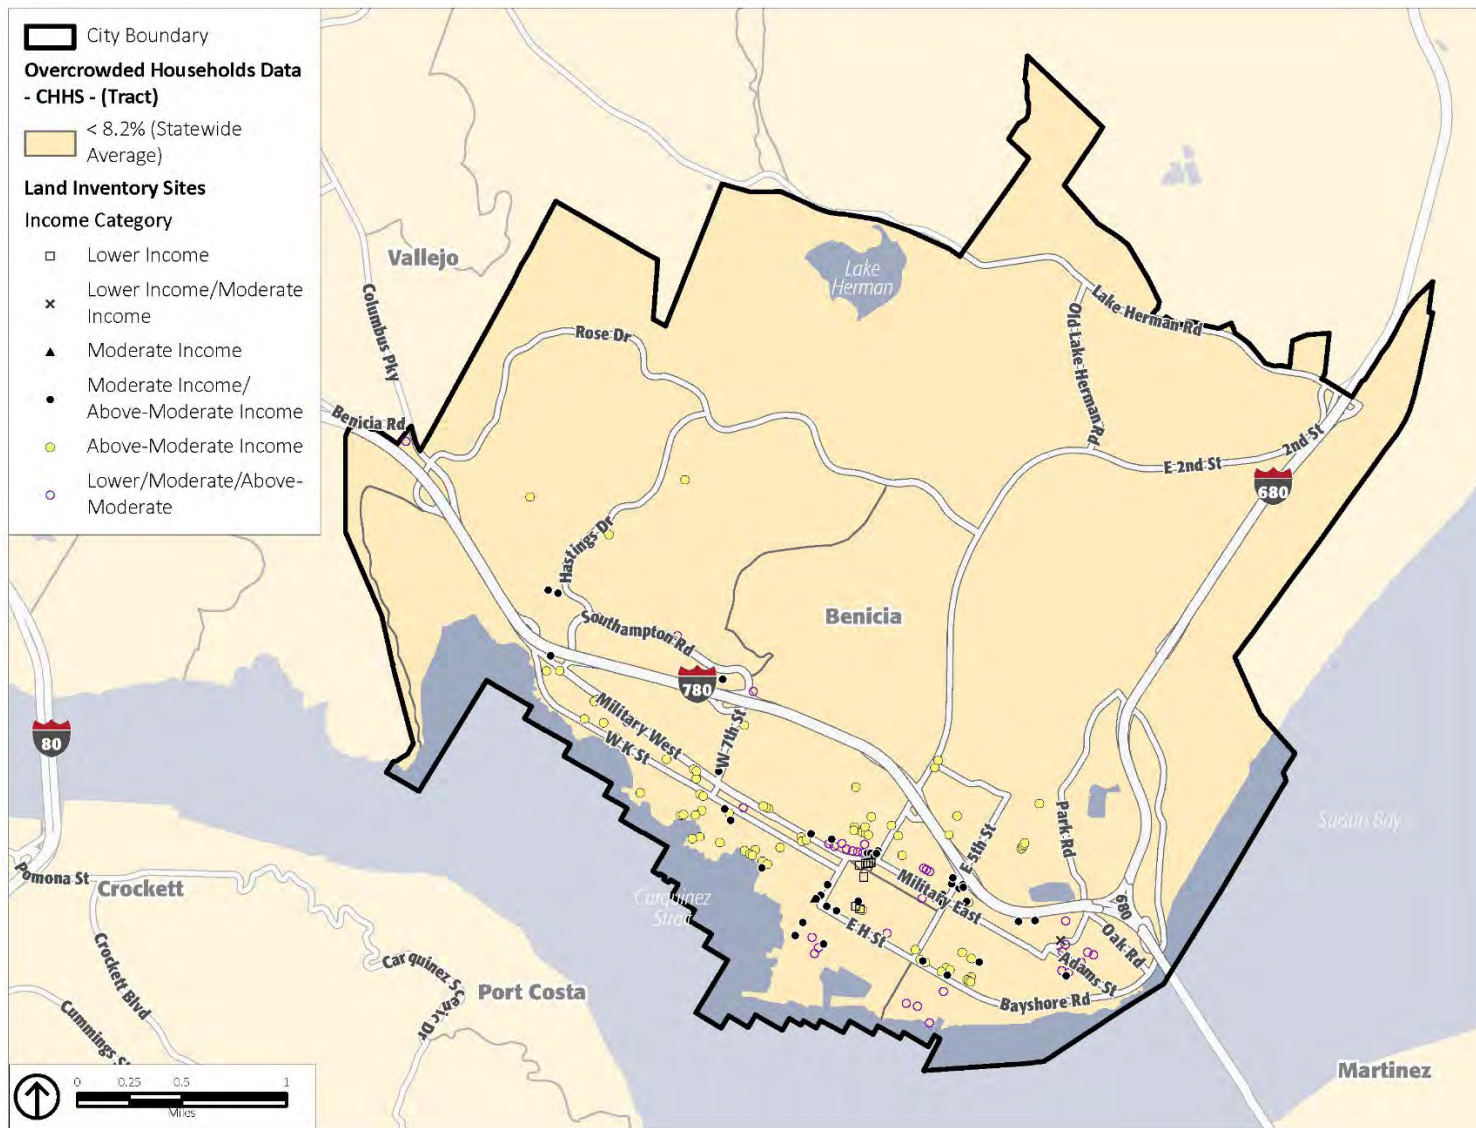 City Boundary
Overcrowded Households Data
- CHHS - (Tract)
< 8.2% (Statewide
Average)
Land Inventory Sites
Income Category
Lower Income
Lower Income/Moderate
Income
Moderate Income
Moderate Income/
Above-Moderate Income
Above-Moderate Income
Lower/Moderate/Above-
Moderate
Vallejo
Columbus Pky
Benicia Rd
Rose Dr
Lake
Herman
Lake Herman Rd
Old Lake Herman Rd
E 2nd St
2nd St
680
Hastings Dr
Southampton Rd
Benicia
780
80
Military West
W K St
W 7th St
Park Rd
E 5th St
Military East
E H St
680
Oak Rd
Adams St
Bayshore Rd
Carquinez
Strait
Suisun Bay
Pomona St
Crockett
Crockett Blvd
Carquinez Scenic Dr
Port Costa
Cummings
Martinez
0 0.25 0.5 1
Miles